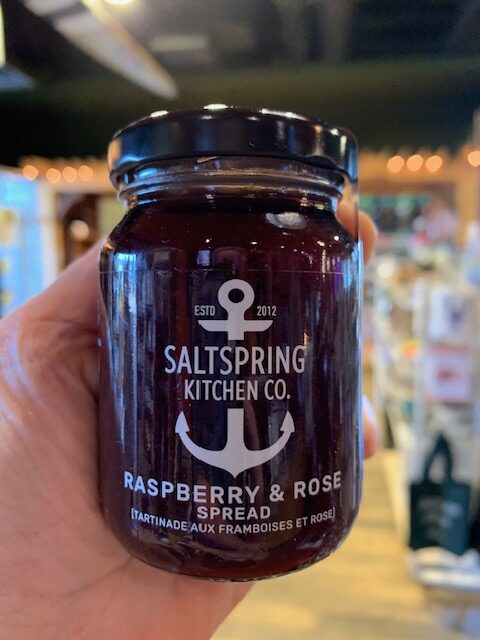 ESTD 2012
SALTSPRING
KITCHEN CO.
RASPBERRY & ROSE
SPREAD
[TARTINADE AUX FRAMBOISES ET ROSE]